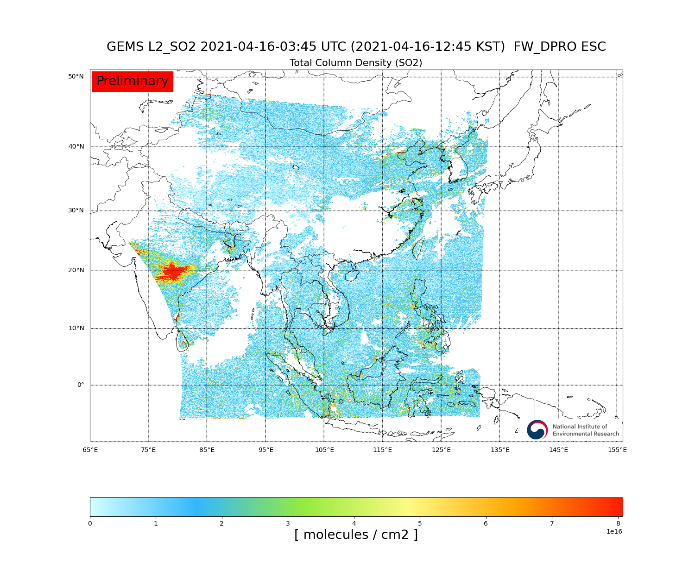 GEMS L2_SO2 2021-04-16-03:45 UTC (2021-04-16-12:45 KST)  FW_DPRO ESC
Total Column Density (SO2)
Preliminary
50°N
40°N
30°N
20°N
10°N
0°
National Institute of
Environmental Research
65°E 75°E 85°E 95°E 105°E 115°E 125°E 135°E 145°E 155°E
0 1 2 3 4 5 6 7 8
1e16
[ molecules / cm2 ]